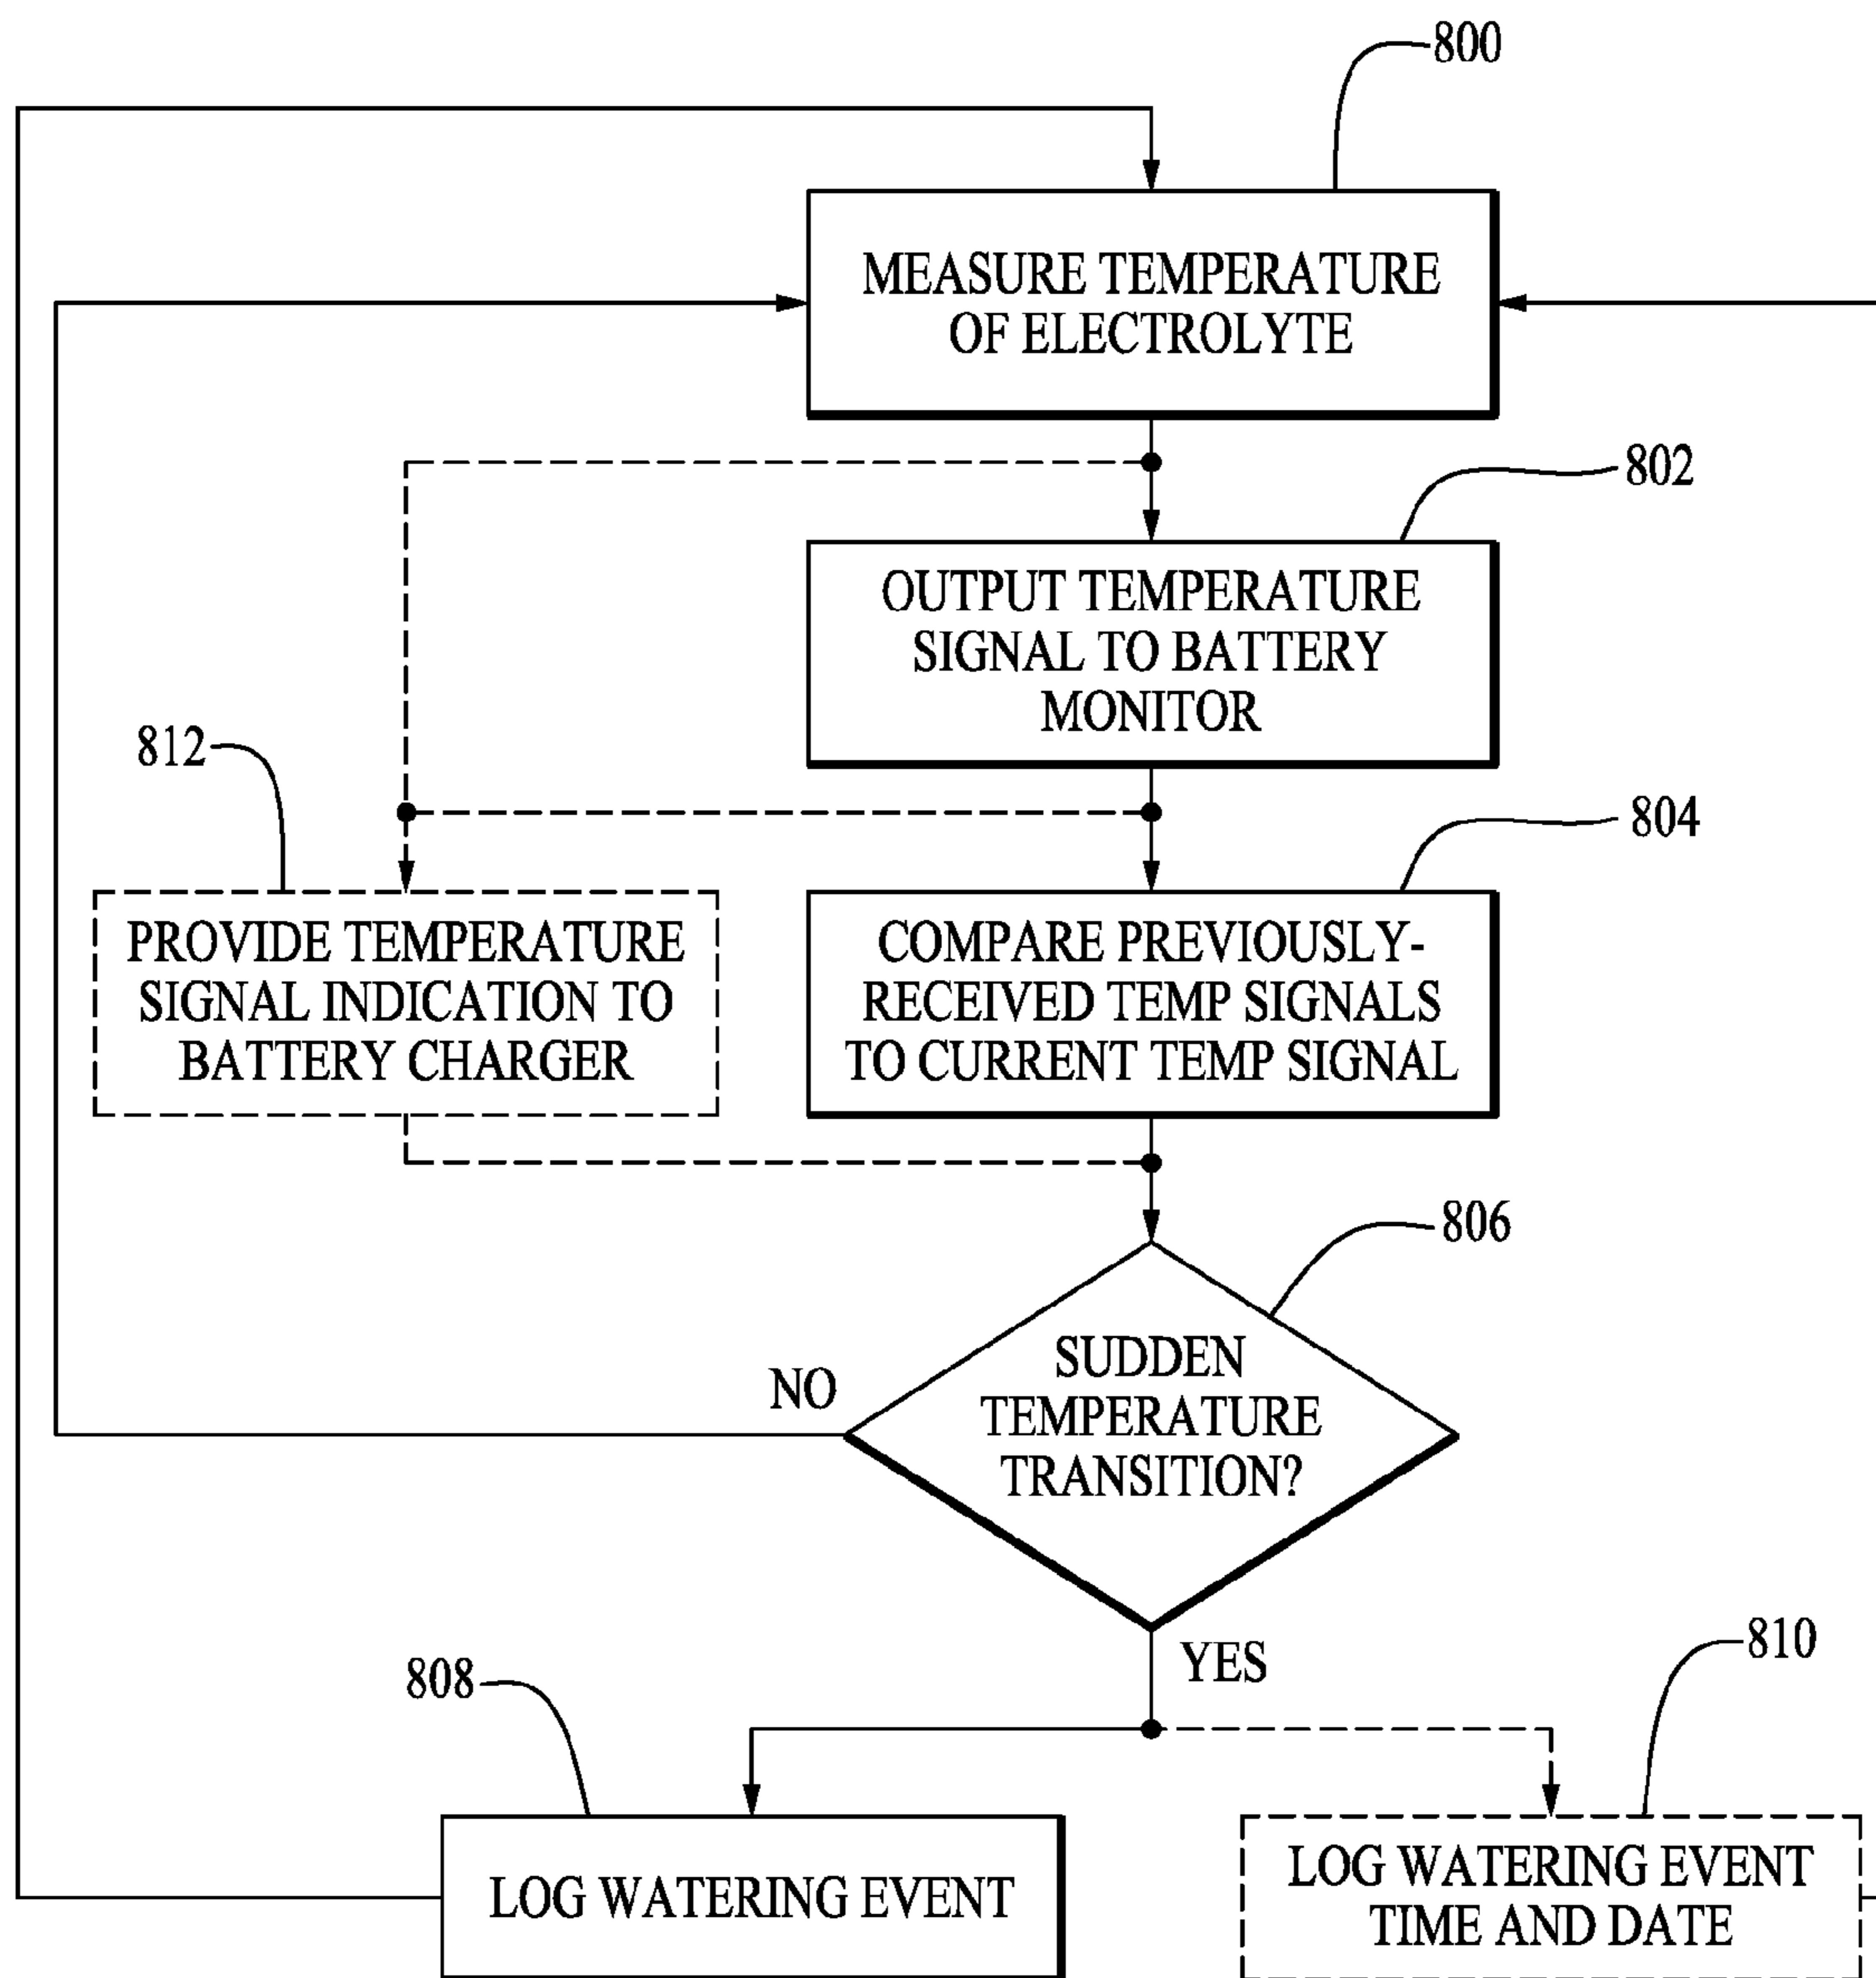 800
MEASURE TEMPERATURE
OF ELECTROLYTE
802
OUTPUT TEMPERATURE
SIGNAL TO BATTERY
MONITOR
812
804
PROVIDE TEMPERATURE
SIGNAL INDICATION TO
BATTERY CHARGER
COMPARE PREVIOUSLY-
RECEIVED TEMP SIGNALS
TO CURRENT TEMP SIGNAL
806
SUDDEN
TEMPERATURE
TRANSITION?
NO
YES
808
810
LOG WATERING EVENT
LOG WATERING EVENT
TIME AND DATE